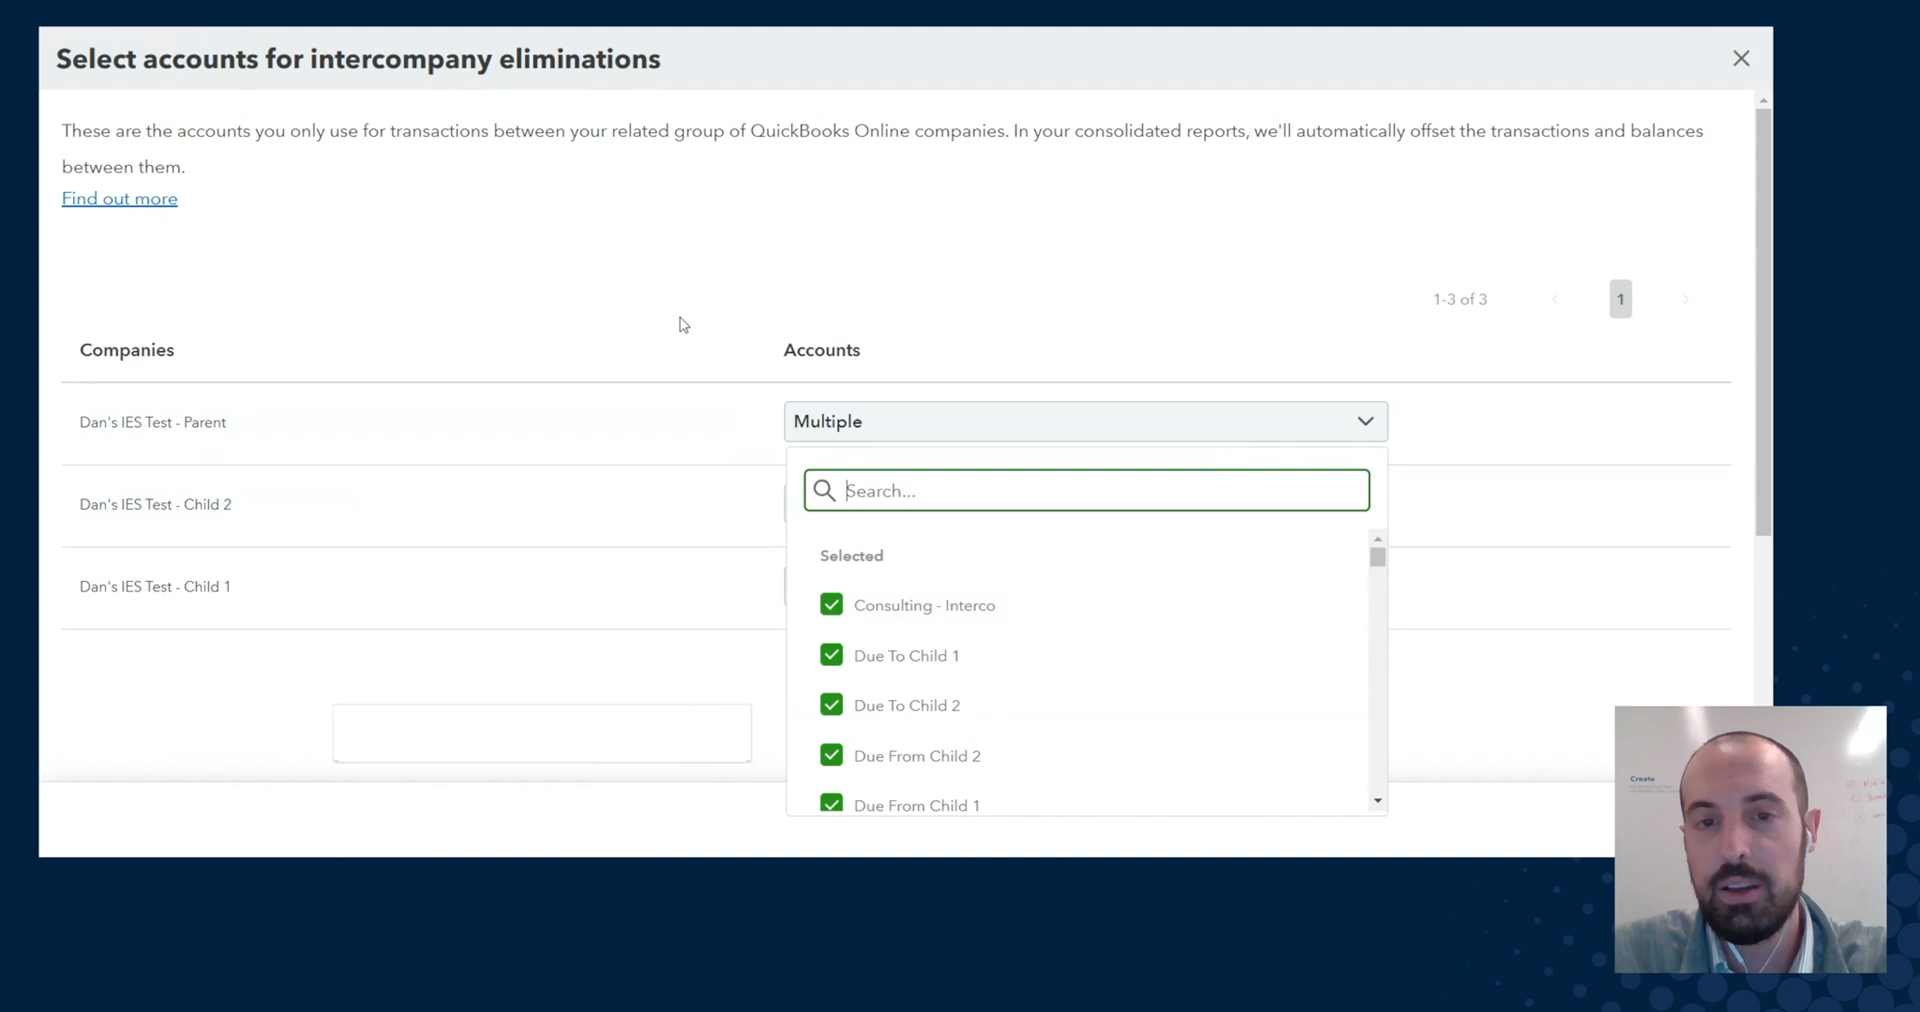 Select accounts for intercompany eliminations
These are the accounts you only use for transactions between your related group of QuickBooks Online companies. In your consolidated reports, we'll automatically offset the transactions and balances
between them.
Find out more
1-3 of 3
1
Companies
Accounts
Dan's IES Test - Parent
Multiple
Search...
Dan's IES Test - Child 2
Selected
Dan's IES Test - Child 1
Consulting - Interco
Due To Child 1
Due To Child 2
Due From Child 2
Due From Child 1
Create